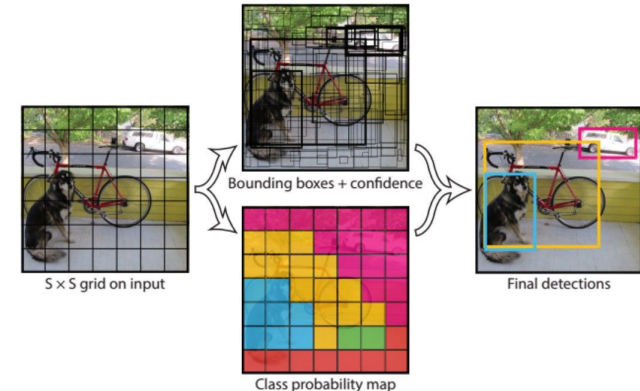 S × S grid on input
Bounding boxes + confidence
Class probability map
Final detections